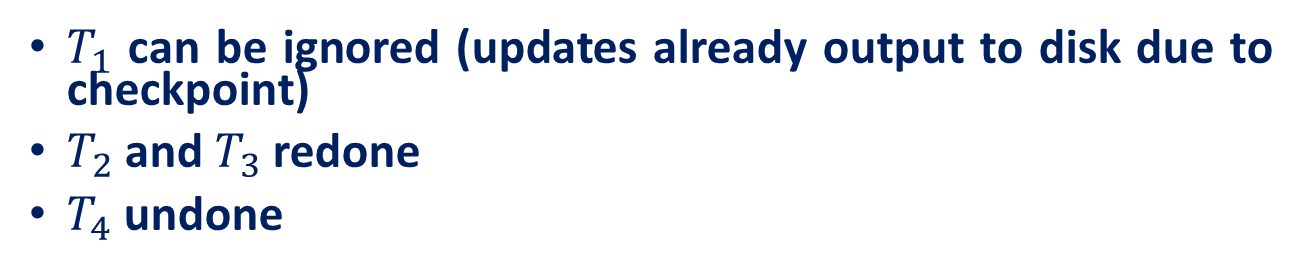 • T₁ can be ignored (updates already output to disk due to
checkpoint)
• T₂ and T₃ redone
• T₄ undone